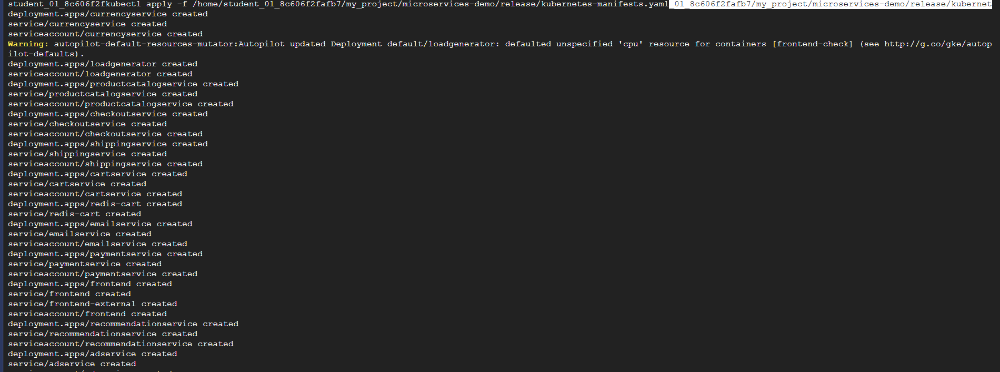 student_01_8c606f2fkubectl apply -f /home/student_01_8c606f2fafb7/my_project/microservices-demo/release/kubernetes-manifests.yaml_01_8c606f2fafb7/my_project/microservices-demo/release/kubernet
deployment.apps/currencyservice created
service/currencyservice created
serviceaccount/currencyservice created
Warning: autopilot-default-resources-mutator:Autopilot updated Deployment default/loadgenerator: defaulted unspecified 'cpu' resource for containers [frontend-check] (see http://g.co/gke/autop
ilot-defaults).
deployment.apps/loadgenerator created
serviceaccount/loadgenerator created
deployment.apps/productcatalogservice created
service/productcatalogservice created
serviceaccount/productcatalogservice created
deployment.apps/checkoutservice created
service/checkoutservice created
serviceaccount/checkoutservice created
deployment.apps/shippingservice created
service/shippingservice created
serviceaccount/shippingservice created
deployment.apps/cartservice created
service/cartservice created
serviceaccount/cartservice created
deployment.apps/redis-cart created
service/redis-cart created
deployment.apps/emailservice created
service/emailservice created
serviceaccount/emailservice created
deployment.apps/paymentservice created
service/paymentservice created
serviceaccount/paymentservice created
deployment.apps/frontend created
service/frontend created
service/frontend-external created
serviceaccount/frontend created
deployment.apps/recommendationservice created
service/recommendationservice created
serviceaccount/recommendationservice created
deployment.apps/adservice created
service/adservice created